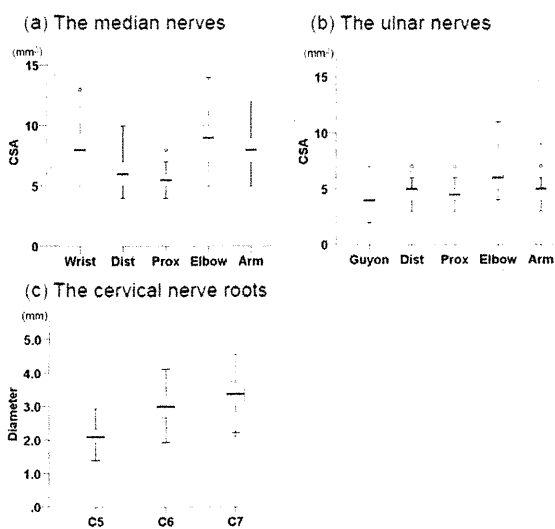 (a) The median nerves
(mm²)
15
10
5
0
CSA
Wrist Dist Prox Elbow Arm
(b) The ulnar nerves
(mm²)
15
10
5
0
CSA
Guyon Dist Prox Elbow Arm
(c) The cervical nerve roots
(mm)
5.0
4.0
3.0
2.0
1.0
.0
Diameter
C5 C6 C7